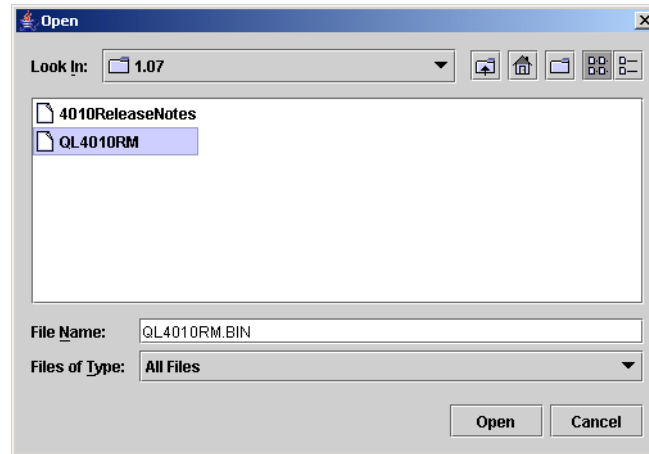 Open
Look In: 1.07
4010ReleaseNotes
QL4010RM
File Name: QL4010RM.BIN
Files of Type: All Files
Open Cancel